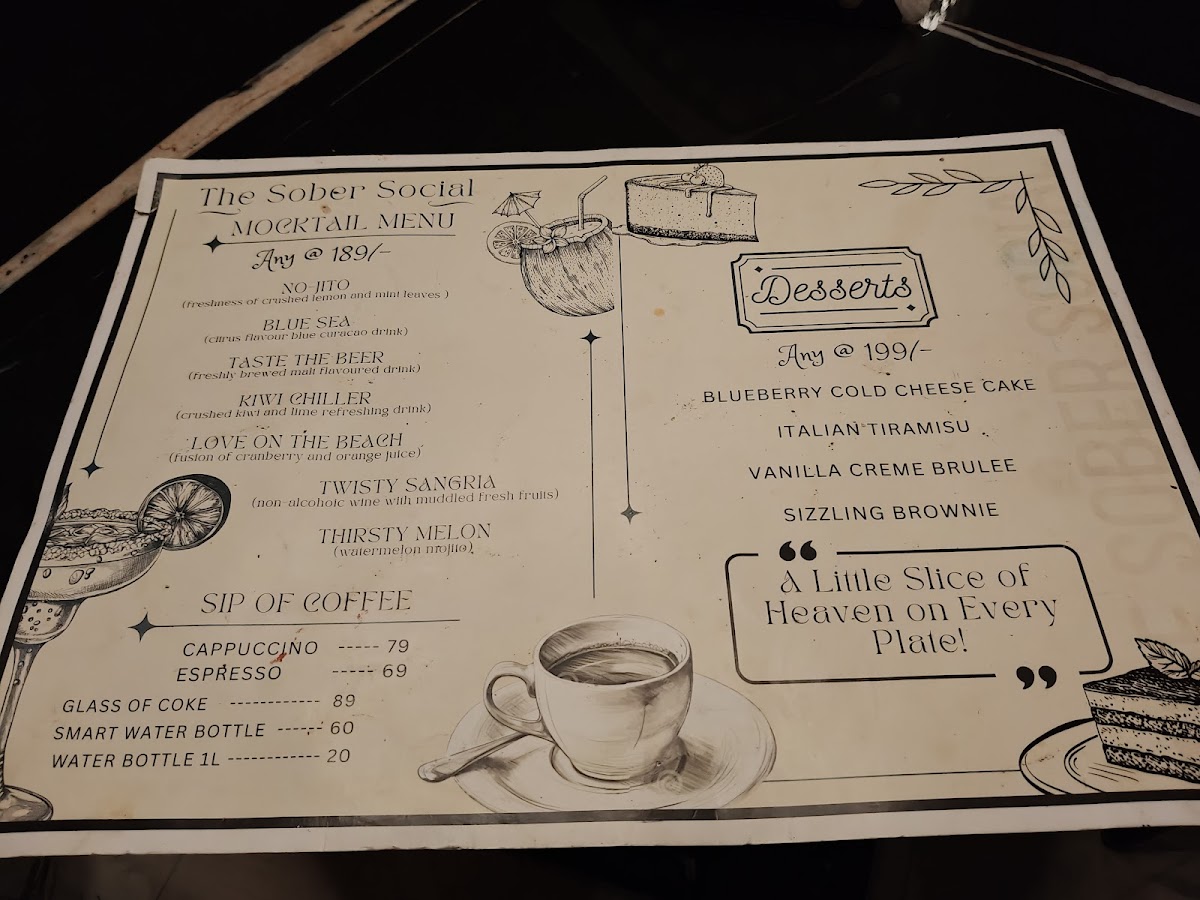 The Sober Social
MOCKTAIL MENU
Any @ 189/-
NO-JITO
(freshness of crushed lemon and mint leaves )
BLUE SEA
(citrus flavour blue curacao drink)
TASTE THE BEER
(freshly brewed malt flavoured drink)
KIWI CHILLER
(crushed kiwi and lime refreshing drink)
LOVE ON THE BEACH
(fusion of cranberry and orange juice)
TWISTY SANGRIA
(non-alcoholic wine with muddled fresh fruits)
THIRSTY MELON
(watermelon mojito)
SIP OF COFFEE
CAPPUCCINO ----- 79
ESPRESSO ----- 69
GLASS OF COKE ------------ 89
SMART WATER BOTTLE ------ 60
WATER BOTTLE 1L ------------ 20
Desserts
Any @ 199/-
BLUEBERRY COLD CHEESE CAKE
ITALIAN TIRAMISU
VANILLA CREME BRULEE
SIZZLING BROWNIE
“A Little Slice of
Heaven on Every
Plate!”